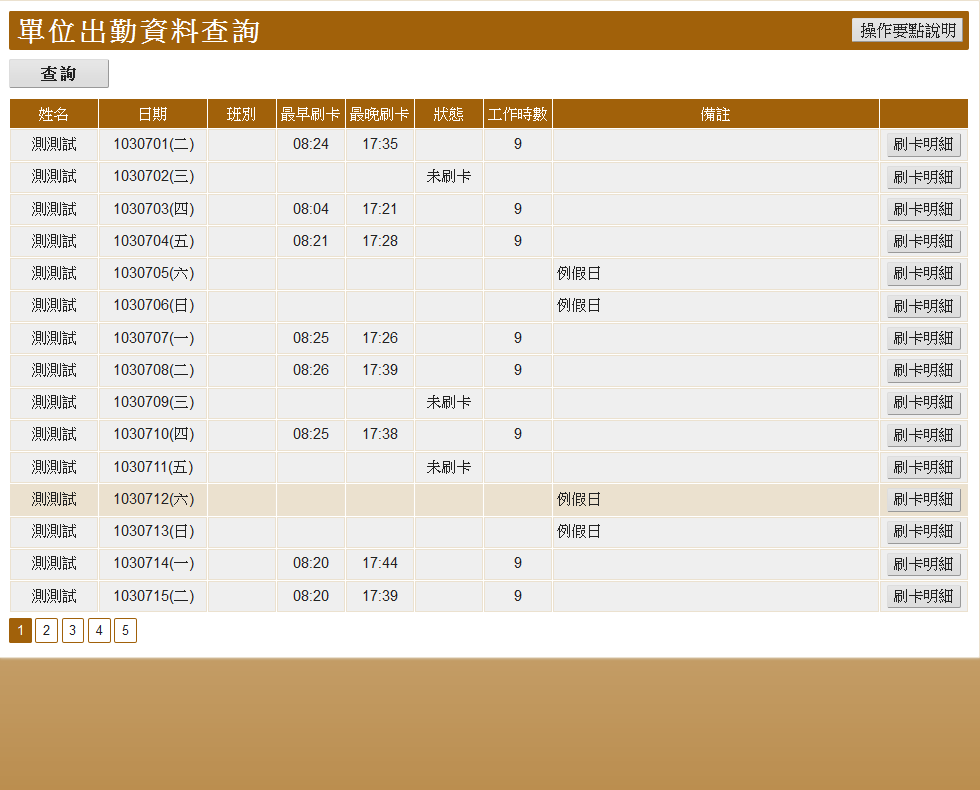 單位出勤資料查詢 操作要點說明
查詢
姓名 日期 班別 最早刷卡 最晚刷卡 狀態 工作時數 備註
測測試 1030701(二) 08:24 17:35 9 刷卡明細
測測試 1030702(三) 未刷卡 刷卡明細
測測試 1030703(四) 08:04 17:21 9 刷卡明細
測測試 1030704(五) 08:21 17:28 9 刷卡明細
測測試 1030705(六) 例假日 刷卡明細
測測試 1030706(日) 例假日 刷卡明細
測測試 1030707(一) 08:25 17:26 9 刷卡明細
測測試 1030708(二) 08:26 17:39 9 刷卡明細
測測試 1030709(三) 未刷卡 刷卡明細
測測試 1030710(四) 08:25 17:38 9 刷卡明細
測測試 1030711(五) 未刷卡 刷卡明細
測測試 1030712(六) 例假日 刷卡明細
測測試 1030713(日) 例假日 刷卡明細
測測試 1030714(一) 08:20 17:44 9 刷卡明細
測測試 1030715(二) 08:20 17:39 9 刷卡明細
1 2 3 4 5